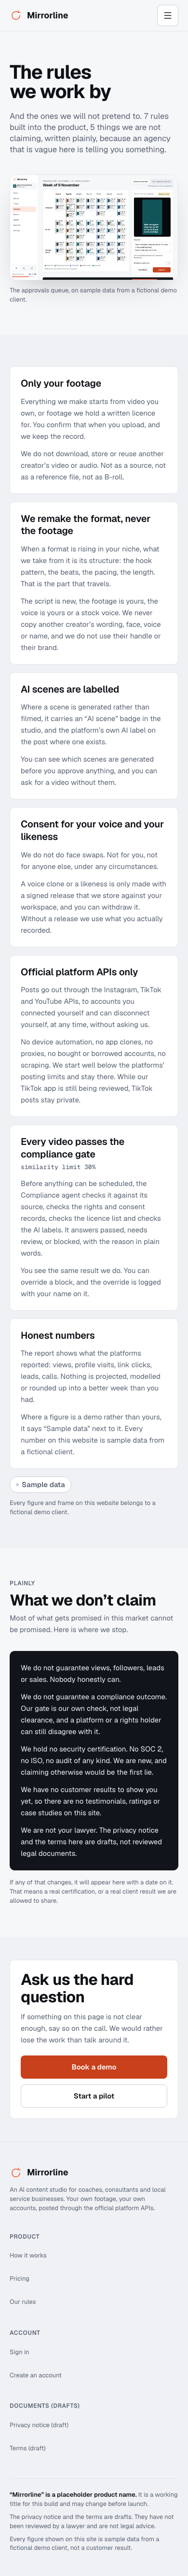 Mirrorline
The rules
we work by
And the ones we will not pretend to. 7 rules
built into the product, 5 things we are not
claiming, written plainly, because an agency
that is vague here is telling you something.
Week of 9 November
The approvals queue, on sample data from a fictional demo
client.
Only your footage
Everything we make starts from video you
own, or footage we hold a written licence
for. You confirm that when you upload, and
we keep the record.
We do not download, store or reuse another
creator's video or audio. Not as a source, not
as a reference file, not as B-roll.
We remake the format, never
the footage
When a format is rising in your niche, what
we take from it is its structure: the hook
pattern, the beats, the pacing, the length.
That is the part that travels.
The script is new, the footage is yours, the
voice is yours or a stock voice. We never
copy another creator's wording, face, voice
or name, and we do not use their handle or
their brand.
AI scenes are labelled
Where a scene is generated rather than
filmed, it carries an "AI scene" badge in the
studio, and the platform's own AI label on
the post where one exists.
You can see which scenes are generated
before you approve anything, and you can
ask for a video without them.
Consent for your voice and your
likeness
We do not do face swaps. Not for you, not
for anyone else, under any circumstances.
A voice clone or a likeness is only made with
a signed release that we store against your
workspace, and you can withdraw it.
Without a release we use what you actually
recorded.
Official platform APIs only
Posts go out through the Instagram, TikTok
and YouTube APIs, to accounts you
connected yourself and can disconnect
yourself, at any time, without asking us.
No device automation, no app clones, no
proxies, no bought or borrowed accounts, no
scraping. We start well below the platforms'
posting limits and stay there. While our
TikTok app is still being reviewed, TikTok
posts stay private.
Every video passes the
compliance gate
similarity limit 30%
Before anything can be scheduled, the
Compliance agent checks it against its
source, checks the rights and consent
records, checks the licence list and checks
the AI labels. It answers passed, needs
review, or blocked, with the reason in plain
words.
You see the same result we do. You can
override a block, and the override is logged
with your name on it.
Honest numbers
The report shows what the platforms
reported: views, profile visits, link clicks,
leads, calls. Nothing is projected, modelled
or rounded up into a better week than you
had.
Where a figure is a demo rather than yours,
it says "Sample data" next to it. Every
number on this website is sample data from
a fictional client.
Sample data
Every figure and frame on this website belongs to a
fictional demo client.
PLAINLY
What we don't claim
Most of what gets promised in this market cannot
be promised. Here is where we stop.
We do not guarantee views, followers, leads
or sales. Nobody honestly can.
We do not guarantee a compliance outcome.
Our gate is our own check, not legal
clearance, and a platform or a rights holder
can still disagree with it.
We hold no security certification. No SOC 2,
no ISO, no audit of any kind. We are new, and
claiming otherwise would be the first lie.
We have no customer results to show you
yet, so there are no testimonials, ratings or
case studies on this site.
We are not your lawyer. The privacy notice
and the terms here are drafts, not reviewed
legal documents.
If any of that changes, it will appear here with a date on it.
That means a real certification, or a real client result we are
allowed to share.
Ask us the hard
question
If something on this page is not clear
enough, say so on the call. We would rather
lose the work than talk around it.
Book a demo
Start a pilot
Mirrorline
An AI content studio for coaches, consultants and local
service businesses. Your own footage, your own
accounts, posted through the official platform APIs.
PRODUCT
How it works
Pricing
Our rules
ACCOUNT
Sign in
Create an account
DOCUMENTS (DRAFTS)
Privacy notice (draft)
Terms (draft)
"Mirrorline" is a placeholder product name. It is a working
title for this build and may change before launch.
The privacy notice and the terms are drafts. They have not
been reviewed by a lawyer and are not legal advice.
Every figure shown on this site is sample data from a
fictional demo client, not a customer result.